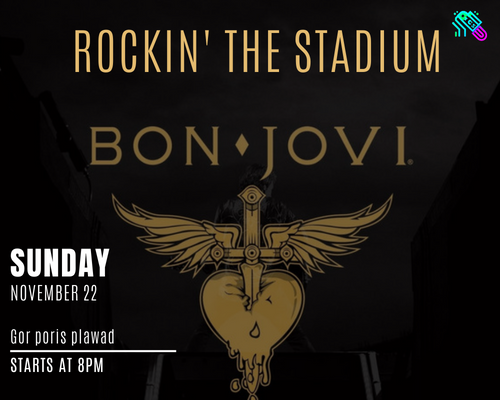 ROCKIN' THE STADIUM
BON♦JOVI®
SUNDAY
NOVEMBER 22
Gor poris plawad
STARTS AT 8PM